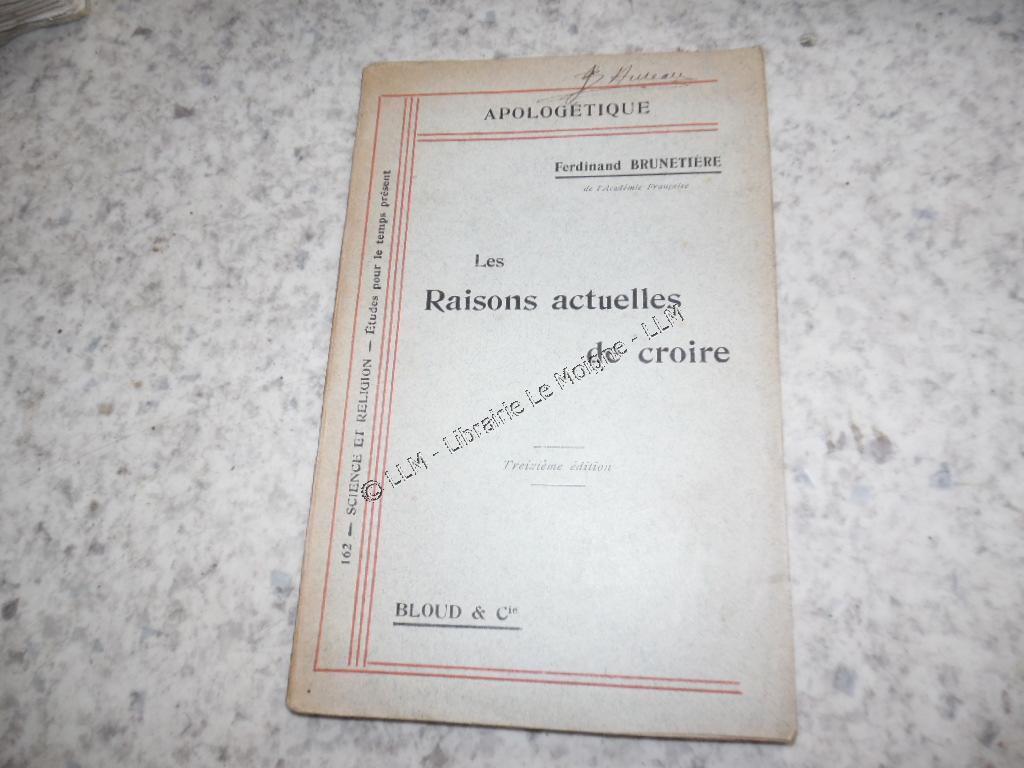 APOLOGÉTIQUE
Ferdinand BRUNETIÈRE
de l'Académie Française
Les
Raisons actuelles
de croire
Treizième édition
BLOUD & Cie
162 — SCIENCE ET RELIGION — Études pour le temps présent
© LLM - Librairie Le Moigne - LLM